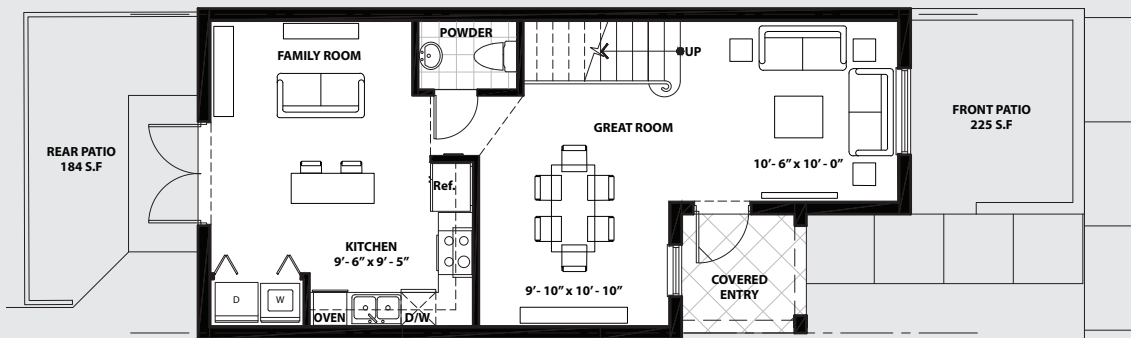 POWDER
FAMILY ROOM
UP
FRONT PATIO
225 S.F
GREAT ROOM
REAR PATIO
184 S.F
10'- 6" x 10' - 0"
Ref.
KITCHEN
9'- 6" x 9' - 5"
COVERED
ENTRY
9'- 10" x 10' - 10"
D
W
OVEN
D/W